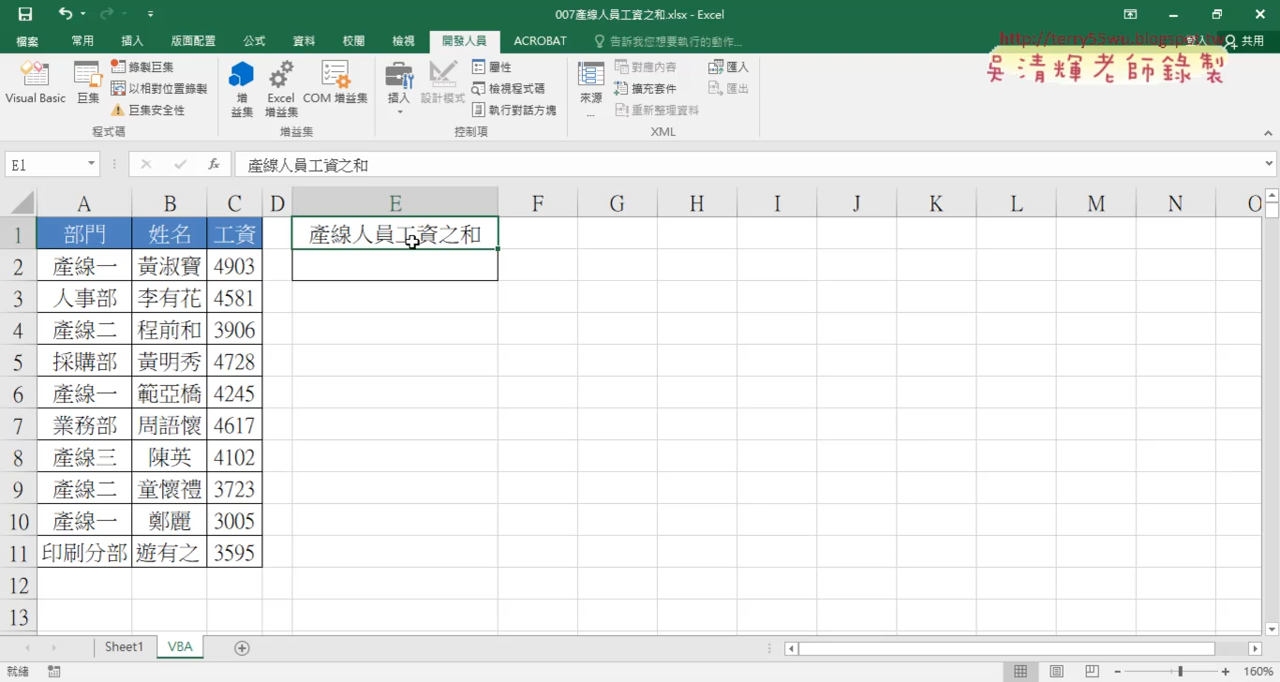 007產線人員工資之和.xlsx - Excel
檔案 常用 插入 版面配置 公式 資料 校閱 檢視 開發人員 ACROBAT 告訴我您想要執行的動作... 登入 共用
http://terry55wu.blogspot.tw
吳清輝老師錄製
Visual Basic 巨集 錄製巨集 以相對位置錄製 巨集安全性
增益集 Excel 增益集 COM 增益集
插入 設計模式 屬性 檢視程式碼 執行對話方塊
來源... 對應內容 擴充套件 重新整理資料 匯入 匯出
程式碼 增益集 控制項 XML
E1 fx 產線人員工資之和
A B C D E F G H I J K L M N O
1 部門 姓名 工資 產線人員工資之和
2 產線一 黃淑寶 4903
3 人事部 李有花 4581
4 產線二 程前和 3906
5 採購部 黃明秀 4728
6 產線一 範亞橋 4245
7 業務部 周語懷 4617
8 產線三 陳英 4102
9 產線二 童懷禮 3723
10 產線一 鄭麗 3005
11 印刷分部 遊有之 3595
12
13
Sheet1 VBA
就緒 160%